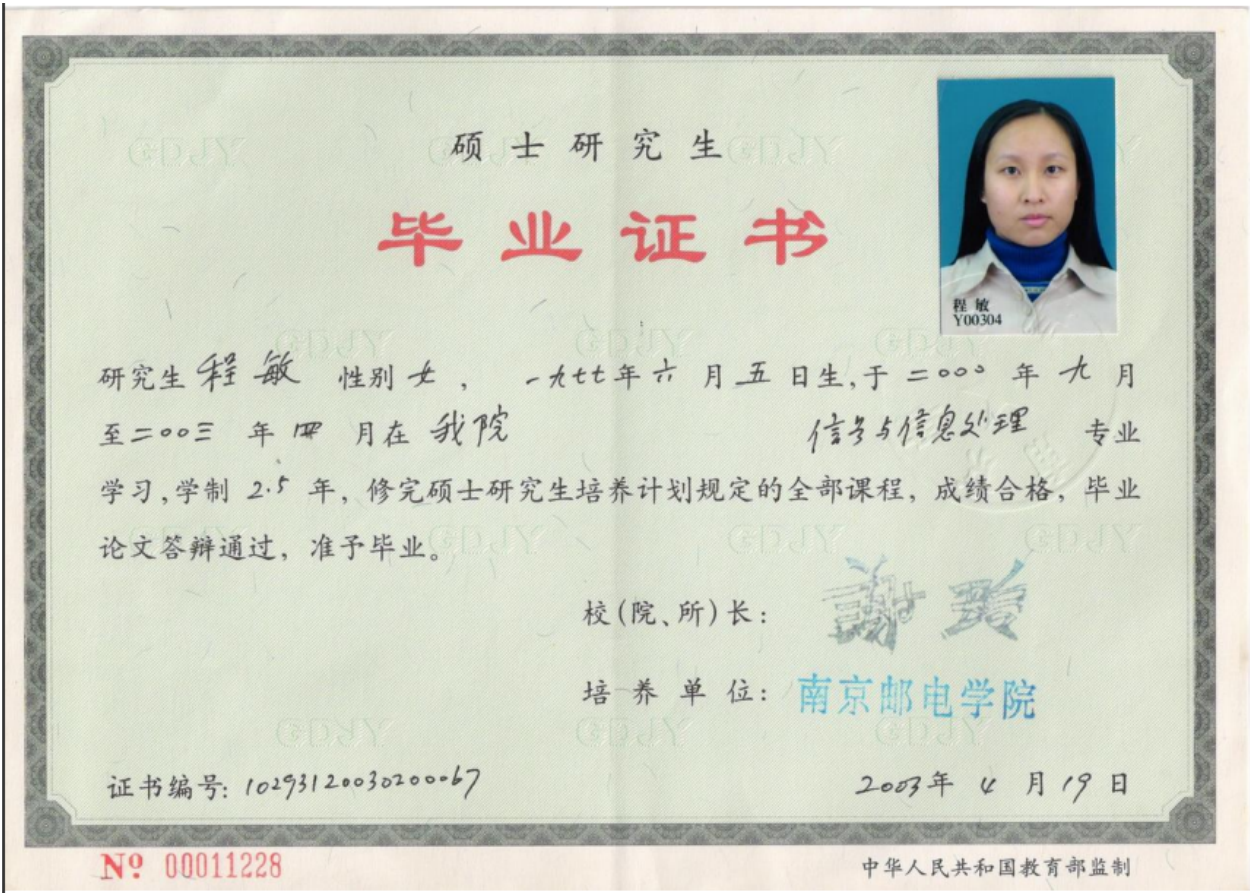 硕士研究生
毕业证书
程敏
Y00304
研究生 程敏 性别 女 ， 一九七七年 六 月 五 日生，于 二〇〇〇 年 九 月
至二〇〇三 年 四 月在 我院 信号与信息处理 专业
学习，学制 2.5 年，修完硕士研究生培养计划规定的全部课程，成绩合格，毕业
论文答辩通过，准予毕业。
校（院、所）长：
培养单位：南京邮电学院
证书编号：10293120030200067
2003年 4 月 19 日
№ 00011228
中华人民共和国教育部监制
GDJY